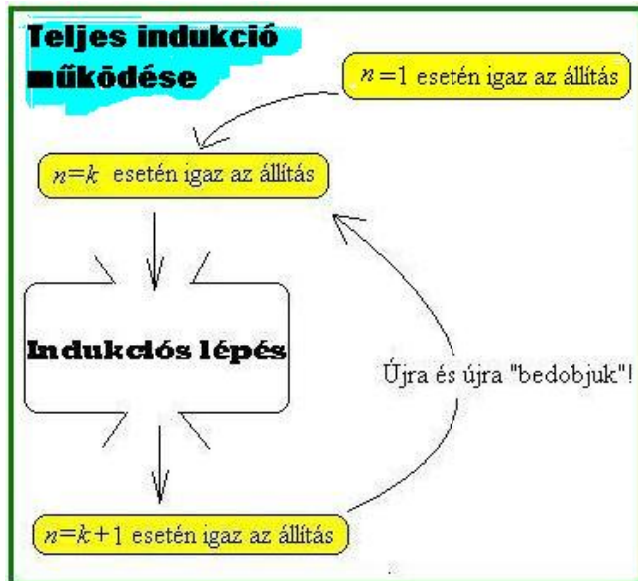 Teljes indukció
működése
n=1 esetén igaz az állítás
n=k esetén igaz az állítás
Indukciós lépés
Újra és újra "bedobjuk"!
n=k+1 esetén igaz az állítás